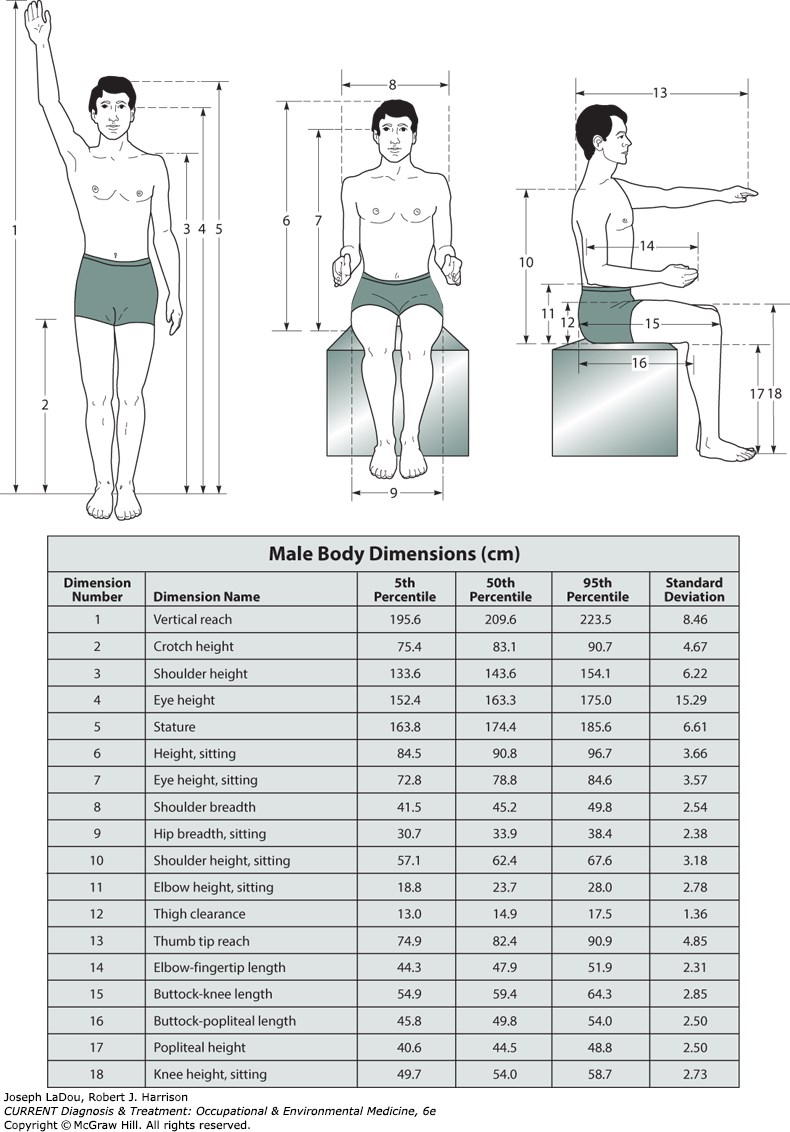 1
2
3
4
5
6
7
8
9
10
11
12
13
14
15
16
17
18
Male Body Dimensions (cm)
Dimension Number Dimension Name 5th Percentile 50th Percentile 95th Percentile Standard Deviation
1 Vertical reach 195.6 209.6 223.5 8.46
2 Crotch height 75.4 83.1 90.7 4.67
3 Shoulder height 133.6 143.6 154.1 6.22
4 Eye height 152.4 163.3 175.0 15.29
5 Stature 163.8 174.4 185.6 6.61
6 Height, sitting 84.5 90.8 96.7 3.66
7 Eye height, sitting 72.8 78.8 84.6 3.57
8 Shoulder breadth 41.5 45.2 49.8 2.54
9 Hip breadth, sitting 30.7 33.9 38.4 2.38
10 Shoulder height, sitting 57.1 62.4 67.6 3.18
11 Elbow height, sitting 18.8 23.7 28.0 2.78
12 Thigh clearance 13.0 14.9 17.5 1.36
13 Thumb tip reach 74.9 82.4 90.9 4.85
14 Elbow-fingertip length 44.3 47.9 51.9 2.31
15 Buttock-knee length 54.9 59.4 64.3 2.85
16 Buttock-popliteal length 45.8 49.8 54.0 2.50
17 Popliteal height 40.6 44.5 48.8 2.50
18 Knee height, sitting 49.7 54.0 58.7 2.73
Joseph LaDou, Robert J. Harrison
CURRENT Diagnosis & Treatment: Occupational & Environmental Medicine, 6e
Copyright © McGraw Hill. All rights reserved.